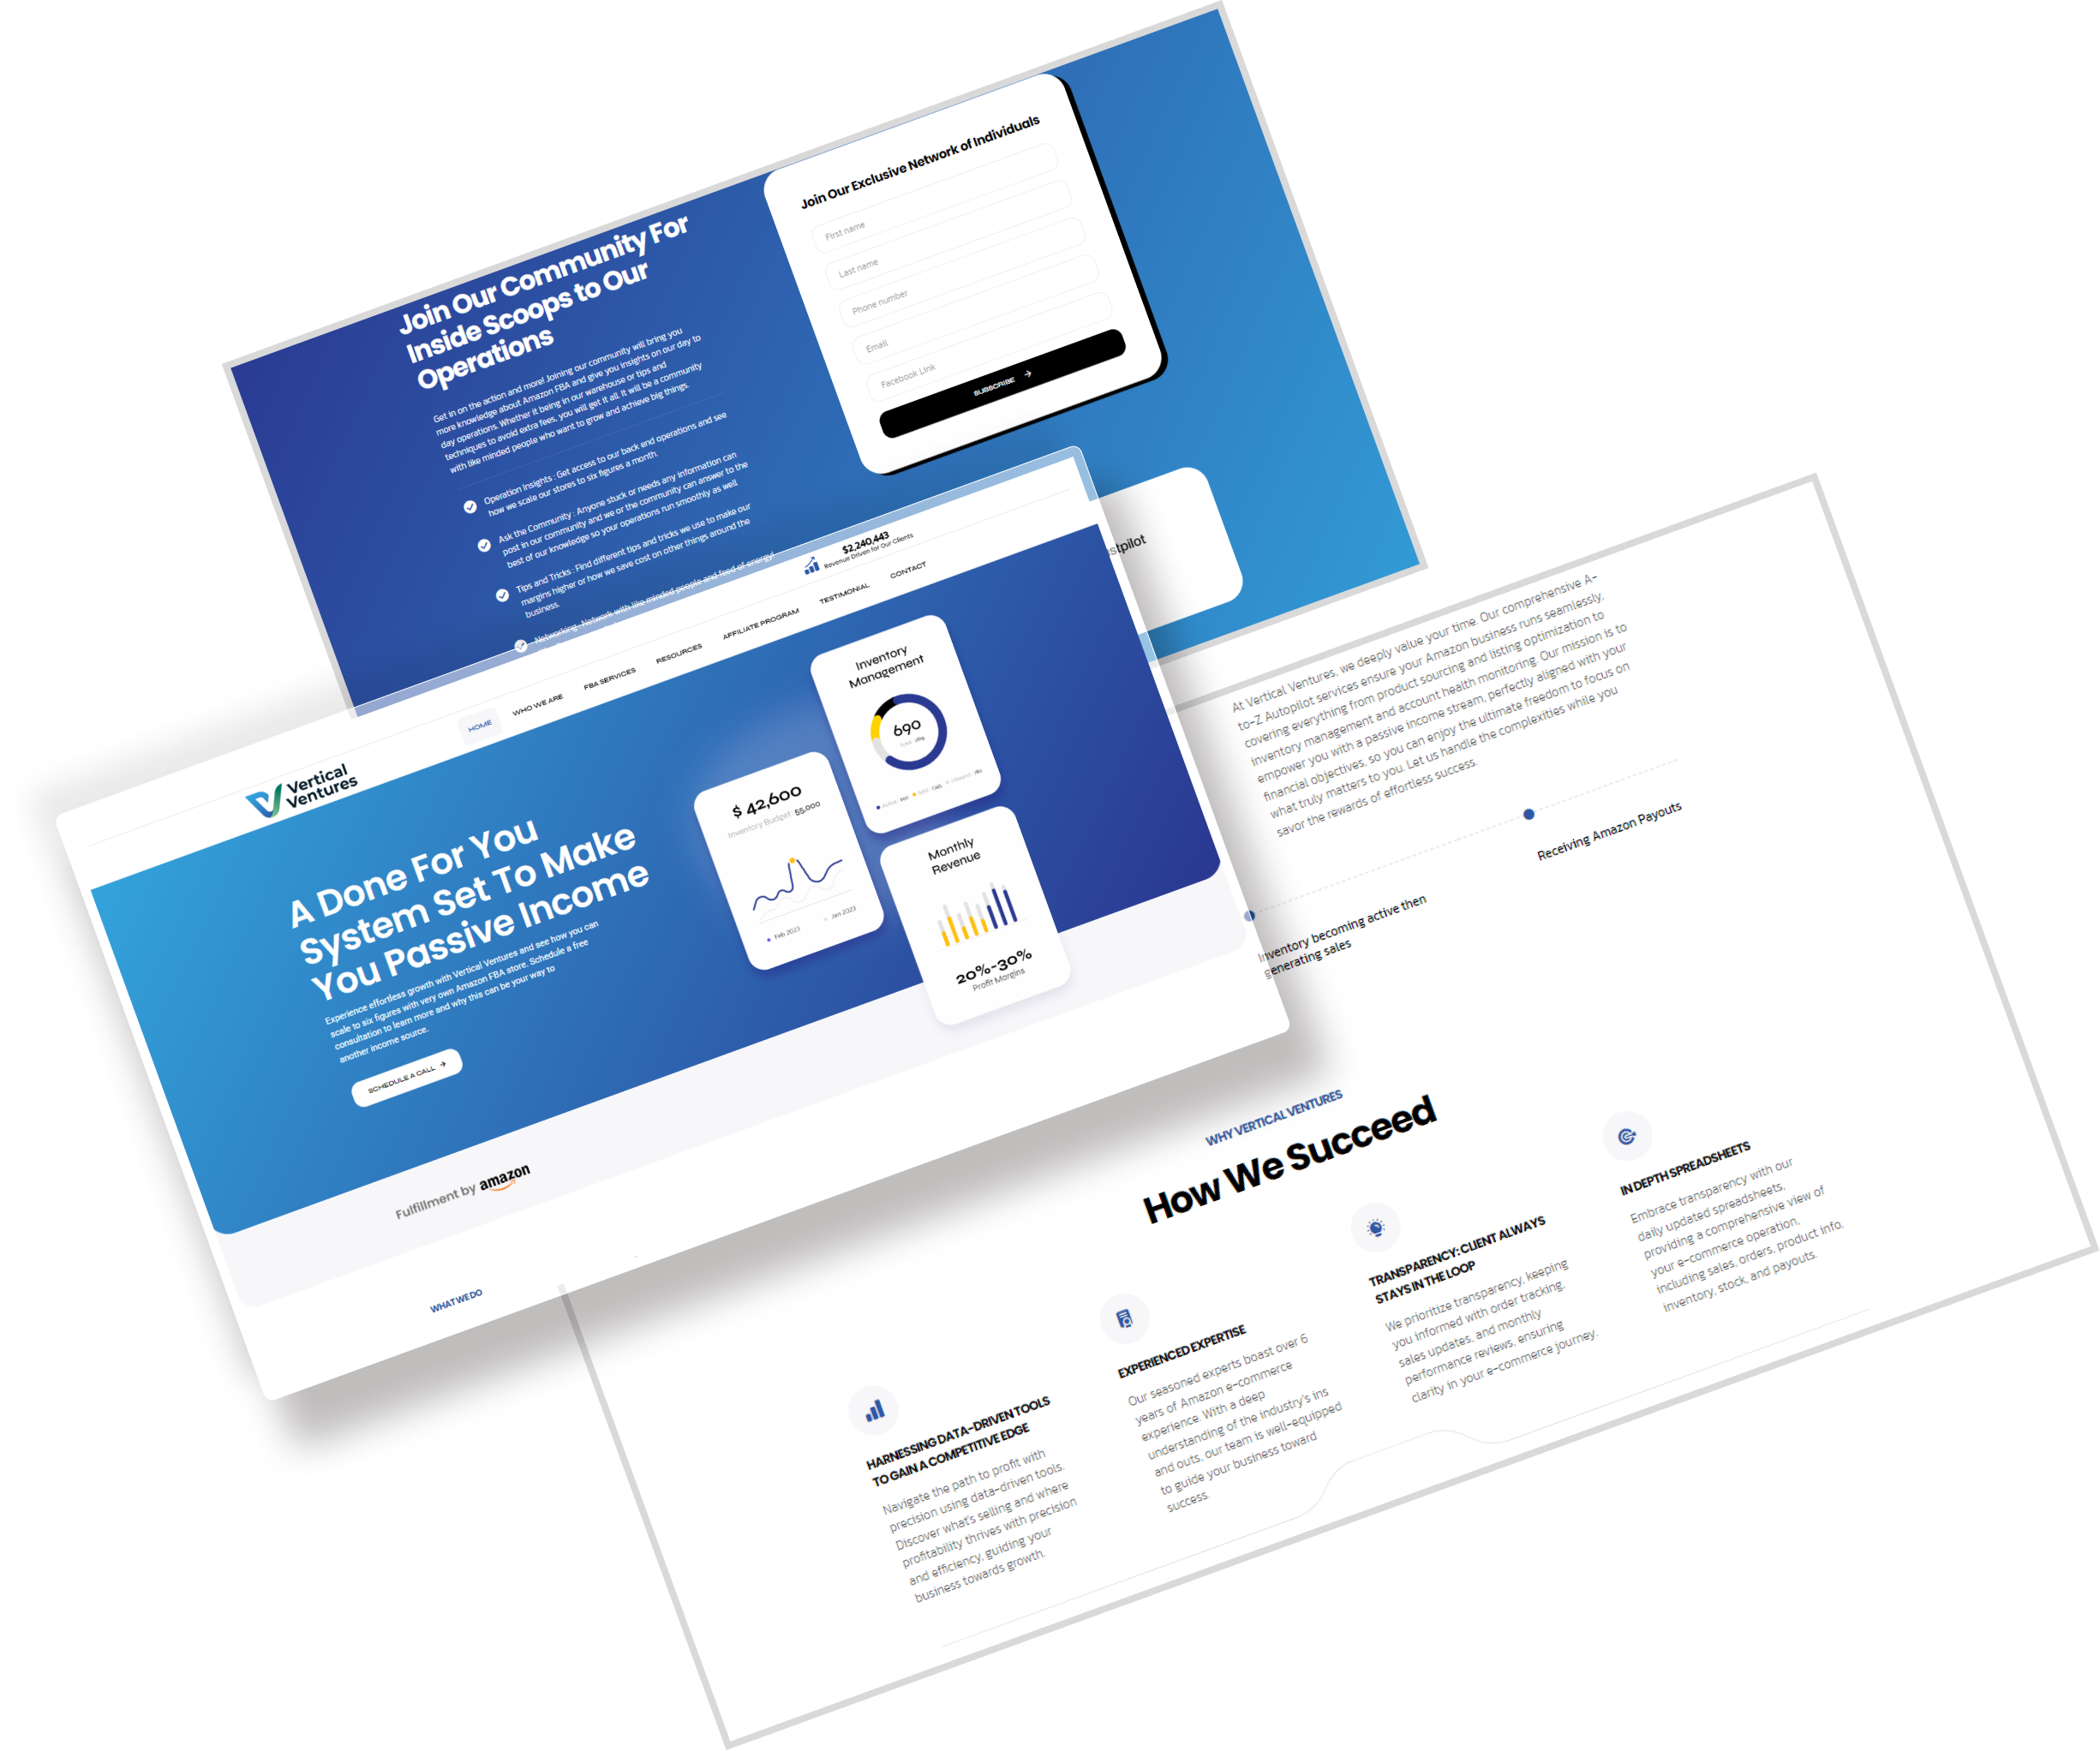 Join Our Community For
Inside Scoops to Our
Operations
Get in on the action and more! Joining our community will bring you
more knowledge about Amazon FBA and give you insights on our day to
day operations. Whether it being in our warehouse or tips and
techniques to avoid extra fees, you will get it all. It will be a community
with like minded people who want to grow and achieve big things.
Operation Insights : Get access to our back end operations and see
how we scale our stores to six figures a month.
Ask the Community : Anyone stuck or needs any information can
post in our community and we or the community can answer to the
best of our knowledge so your operations run smoothly as well
Tips and Tricks : Find different tips and tricks we use to make our
margins higher or how we save cost on other things around the
business.
Networking : Network with like minded people and feed of energy!
Join Our Exclusive Network of Individuals
First name
Last name
Phone number
Email
Facebook Link
SUBSCRIBE
stpilot
$2,240,443
Revenue Driven for Our Clients
Vertical
Ventures
HOME
WHO WE ARE
FBA SERVICES
RESOURCES
AFFILIATE PROGRAM
TESTIMONIAL
CONTACT
A Done For You
System Set To Make
You Passive Income
Experience effortless growth with Vertical Ventures and see how you can
scale to six figures with very own Amazon FBA store. Schedule a free
consultation to learn more and why this can be your way to
another income source.
SCHEDULE A CALL
$ 42,600
Inventory Budget: 55,000
Feb 2023
Jan 2023
Inventory
Management
690
Monthly
Revenue
20%-30%
Profit Margins
Fulfillment by amazon
WHAT WE DO
At Vertical Ventures, we deeply value your time. Our comprehensive A-
to-Z Autopilot services ensure your Amazon business runs seamlessly,
covering everything from product sourcing and listing optimization to
inventory management and account health monitoring. Our mission is to
empower you with a passive income stream, perfectly aligned with your
financial objectives, so you can enjoy the ultimate freedom to focus on
what truly matters to you. Let us handle the complexities while you
savor the rewards of effortless success.
Inventory becoming active then
generating sales
Receiving Amazon Payouts
WHY VERTICAL VENTURES
How We Succeed
HARNESSING DATA-DRIVEN TOOLS
TO GAIN A COMPETITIVE EDGE
Navigate the path to profit with
precision using data-driven tools.
Discover what's selling and where
profitability thrives with precision
and efficiency, guiding your
business towards growth.
EXPERIENCED EXPERTISE
Our seasoned experts boast over 6
years of Amazon e-commerce
experience. With a deep
understanding of the industry's ins
and outs, our team is well-equipped
to guide your business toward
success.
TRANSPARENCY: CLIENT ALWAYS
STAYS IN THE LOOP
We prioritize transparency, keeping
you informed with order tracking,
sales updates, and monthly
performance reviews, ensuring
clarity in your e-commerce journey.
IN DEPTH SPREADSHEETS
Embrace transparency with our
daily updated spreadsheets,
providing a comprehensive view of
your e-commerce operation,
including sales, orders, product info,
inventory, stock, and payouts.